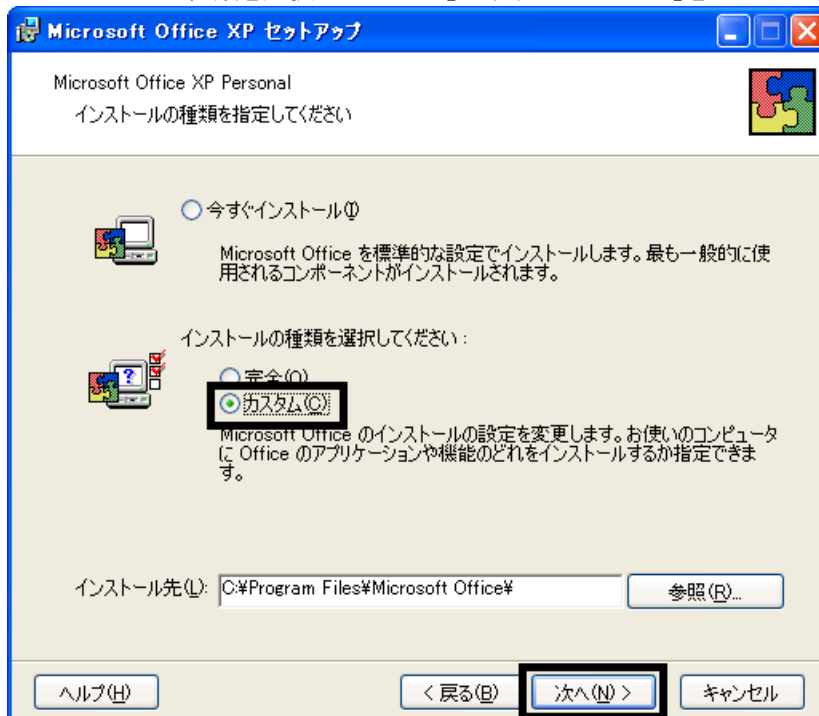 Microsoft Office XP セットアップ
Microsoft Office XP Personal
インストールの種類を指定してください
今すぐインストール(I)
Microsoft Office を標準的な設定でインストールします。最も一般的に使
用されるコンポーネントがインストールされます。
インストールの種類を選択してください:
完全(O)
カスタム(C)
Microsoft Office のインストールの設定を変更します。お使いのコンピュータ
に Office のアプリケーションや機能のどれをインストールするか指定できま
す。
インストール先(L): C:¥Program Files¥Microsoft Office¥ 参照(R)...
ヘルプ(H) < 戻る(B) 次へ(N) > キャンセル